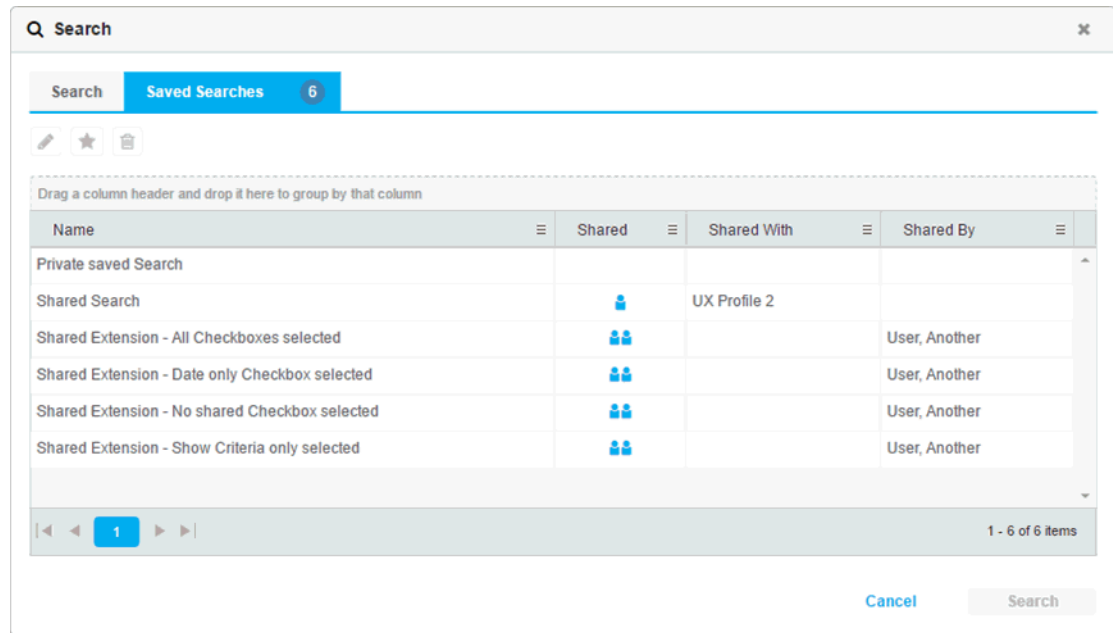 Search
Search
Saved Searches 6
Drag a column header and drop it here to group by that column
Name Shared Shared With Shared By
Private saved Search
Shared Search UX Profile 2
Shared Extension - All Checkboxes selected User, Another
Shared Extension - Date only Checkbox selected User, Another
Shared Extension - No shared Checkbox selected User, Another
Shared Extension - Show Criteria only selected User, Another
1 1 - 6 of 6 items
Cancel Search